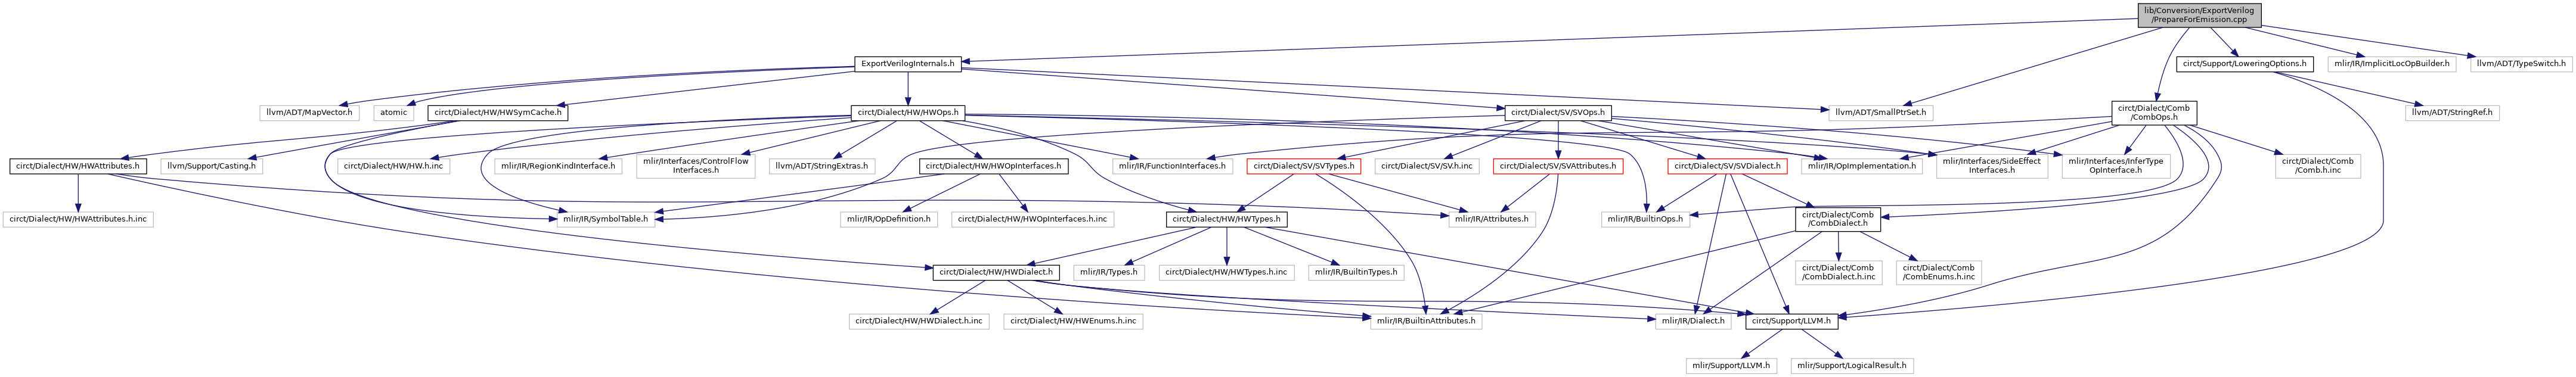 lib/Conversion/ExportVerilog
/PrepareForEmission.cpp
ExportVerilogInternals.h
circt/Support/LoweringOptions.h
mlir/IR/ImplicitLocOpBuilder.h
llvm/ADT/TypeSwitch.h
llvm/ADT/MapVector.h
atomic
circt/Dialect/HW/HWSymCache.h
circt/Dialect/HW/HWOps.h
circt/Dialect/SV/SVOps.h
llvm/ADT/SmallPtrSet.h
circt/Dialect/Comb
/CombOps.h
llvm/ADT/StringRef.h
circt/Dialect/HW/HWAttributes.h
llvm/Support/Casting.h
circt/Dialect/HW/HW.h.inc
mlir/IR/RegionKindInterface.h
mlir/Interfaces/ControlFlow
Interfaces.h
llvm/ADT/StringExtras.h
circt/Dialect/HW/HWOpInterfaces.h
mlir/IR/FunctionInterfaces.h
circt/Dialect/SV/SVTypes.h
circt/Dialect/SV/SV.h.inc
circt/Dialect/SV/SVAttributes.h
circt/Dialect/SV/SVDialect.h
mlir/IR/OpImplementation.h
mlir/Interfaces/SideEffect
Interfaces.h
mlir/Interfaces/InferType
OpInterface.h
circt/Dialect/Comb
/Comb.h.inc
circt/Dialect/HW/HWAttributes.h.inc
mlir/IR/SymbolTable.h
mlir/IR/OpDefinition.h
circt/Dialect/HW/HWOpInterfaces.h.inc
circt/Dialect/HW/HWTypes.h
mlir/IR/Attributes.h
mlir/IR/BuiltinOps.h
circt/Dialect/Comb
/CombDialect.h
circt/Dialect/HW/HWDialect.h
mlir/IR/Types.h
circt/Dialect/HW/HWTypes.h.inc
mlir/IR/BuiltinTypes.h
circt/Dialect/Comb
/CombDialect.h.inc
circt/Dialect/Comb
/CombEnums.h.inc
circt/Dialect/HW/HWDialect.h.inc
circt/Dialect/HW/HWEnums.h.inc
mlir/IR/BuiltinAttributes.h
mlir/IR/Dialect.h
circt/Support/LLVM.h
mlir/Support/LLVM.h
mlir/Support/LogicalResult.h